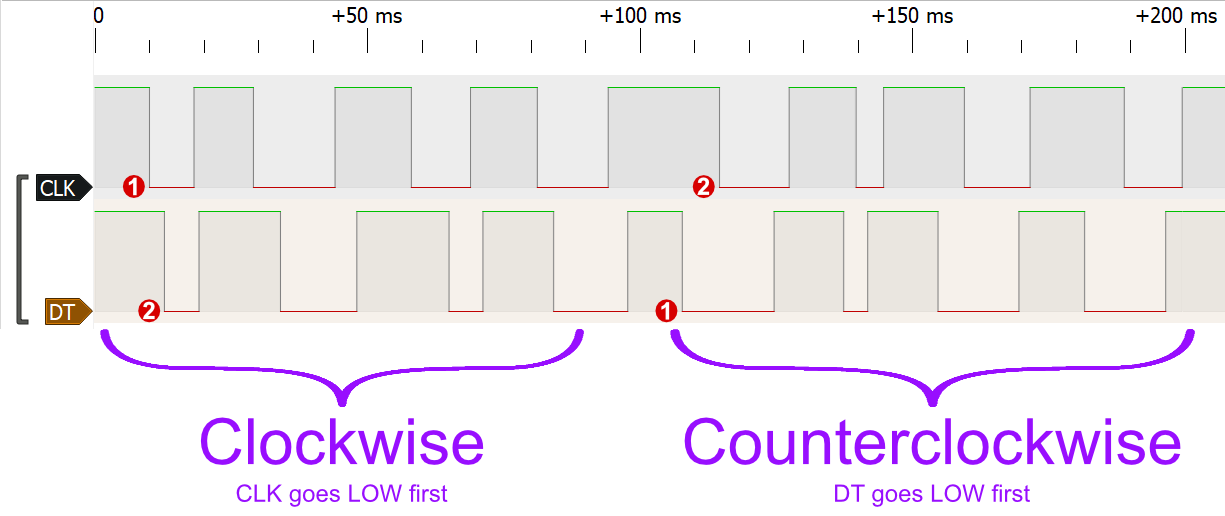 0 +50 ms +100 ms +150 ms +200 ms
CLK 1 2
DT 2 1
Clockwise Counterclockwise
CLK goes LOW first DT goes LOW first